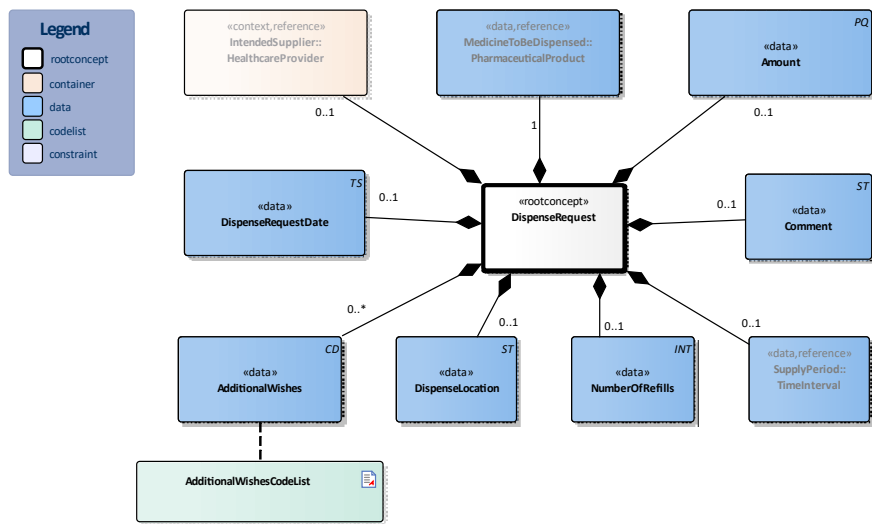 Legend
rootconcept
container
data
codelist
constraint
«context,reference»
IntendedSupplier::
HealthcareProvider
0..1
«data,reference»
MedicineToBeDispensed::
PharmaceuticalProduct
1
PQ
«data»
Amount
0..1
TS
«data»
DispenseRequestDate
0..1
«rootconcept»
DispenseRequest
ST
«data»
Comment
0..1
0..*
0..1
0..1
0..1
CD
«data»
AdditionalWishes
ST
«data»
DispenseLocation
INT
«data»
NumberOfRefills
«data,reference»
SupplyPeriod::
TimeInterval
AdditionalWishesCodeList